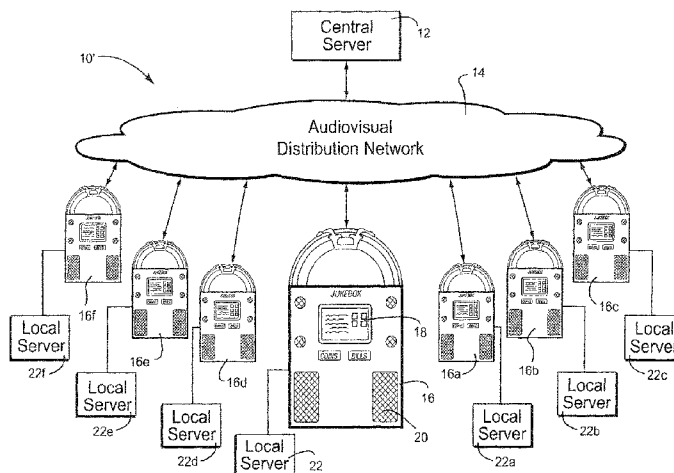 Central
Server
12
10'
14
Audiovisual
Distribution Network
16f
16e
16d
JUKEBOX
18
COINS
BILLS
16
20
16a
16b
16c
Local
Server
22f
Local
Server
22e
Local
Server
22d
Local
Server
22
Local
Server
22a
Local
Server
22b
Local
Server
22c